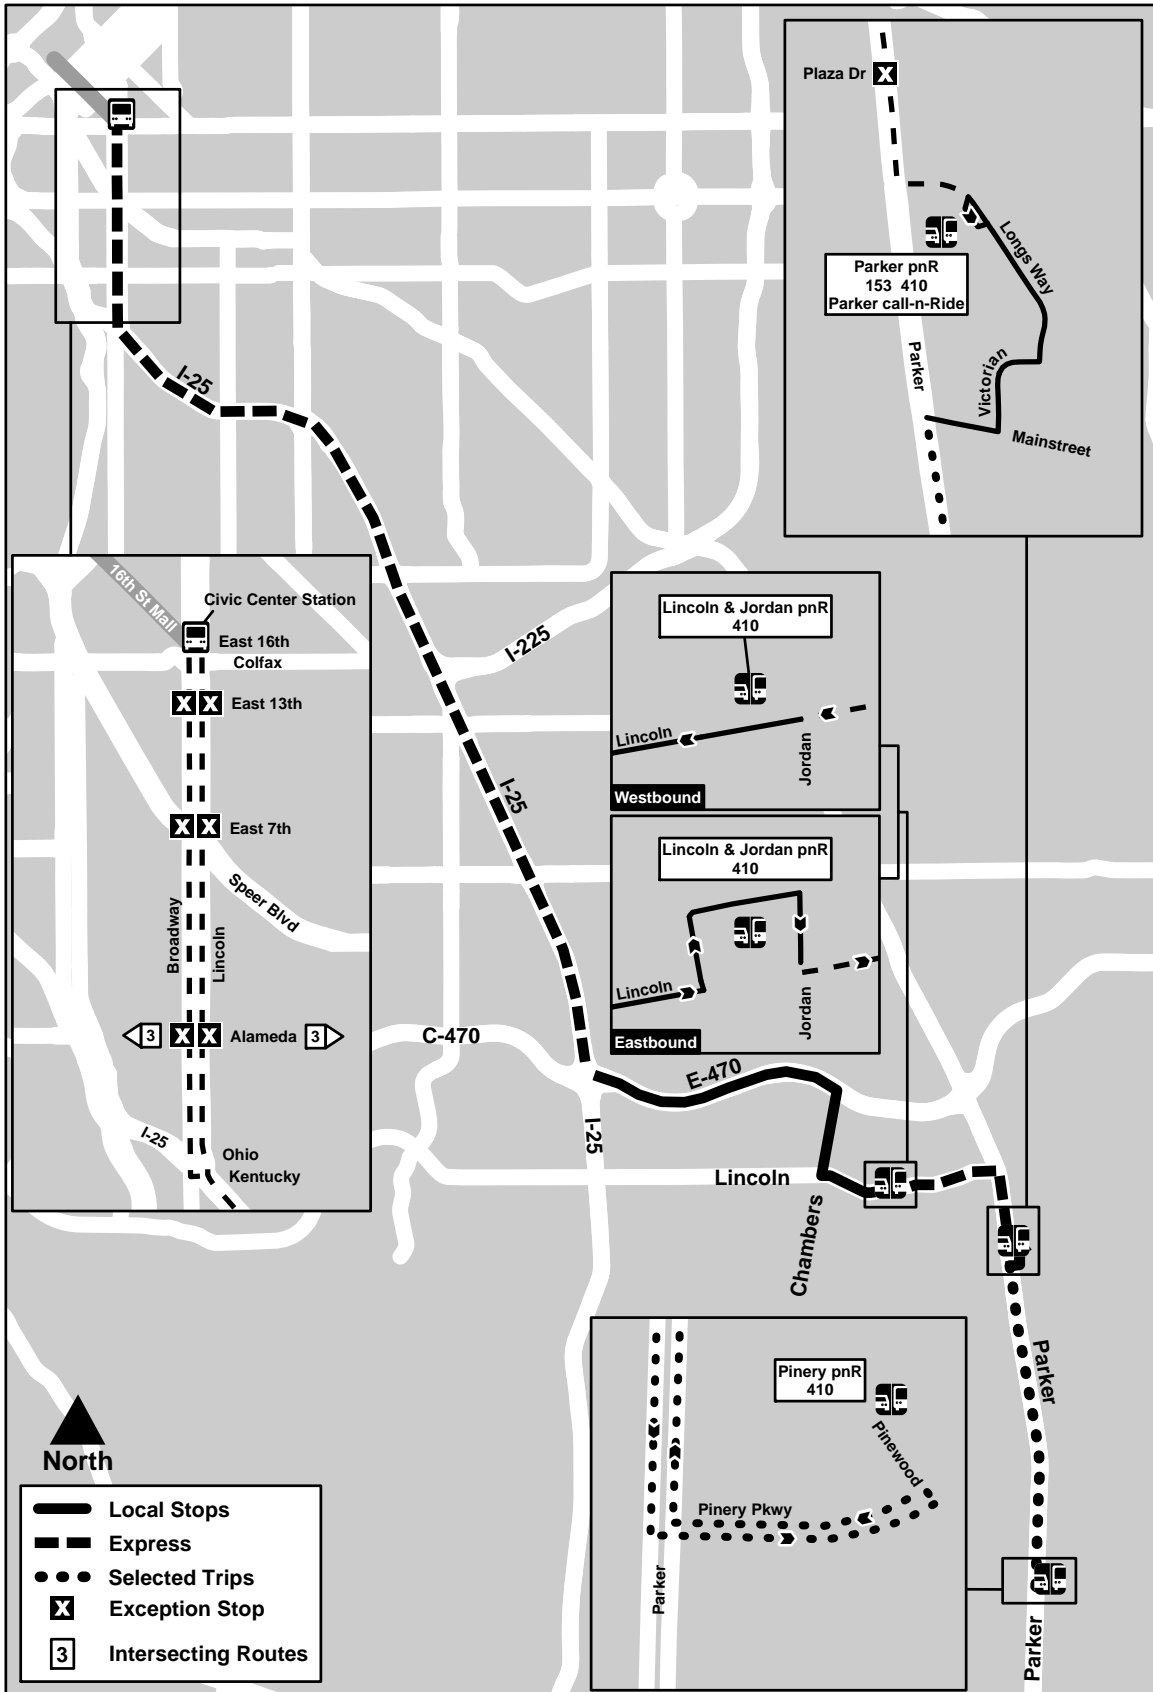 Plaza Dr
Longs Way
Parker pnR
153 410
Parker call-n-Ride
Parker
Victorian
Mainstreet
I-25
16th St Mall
Civic Center Station
East 16th
Colfax
East 13th
East 7th
Speer Blvd
Broadway
Lincoln
3
Alameda
3
I-25
Ohio
Kentucky
I-225
I-25
Lincoln & Jordan pnR
410
Lincoln
Jordan
Westbound
Lincoln & Jordan pnR
410
Lincoln
Jordan
Eastbound
C-470
E-470
I-25
Lincoln
Chambers
Parker
Pinery pnR
410
Pinewood
Pinery Pkwy
Parker
Parker
North
Local Stops
Express
Selected Trips
X Exception Stop
3 Intersecting Routes